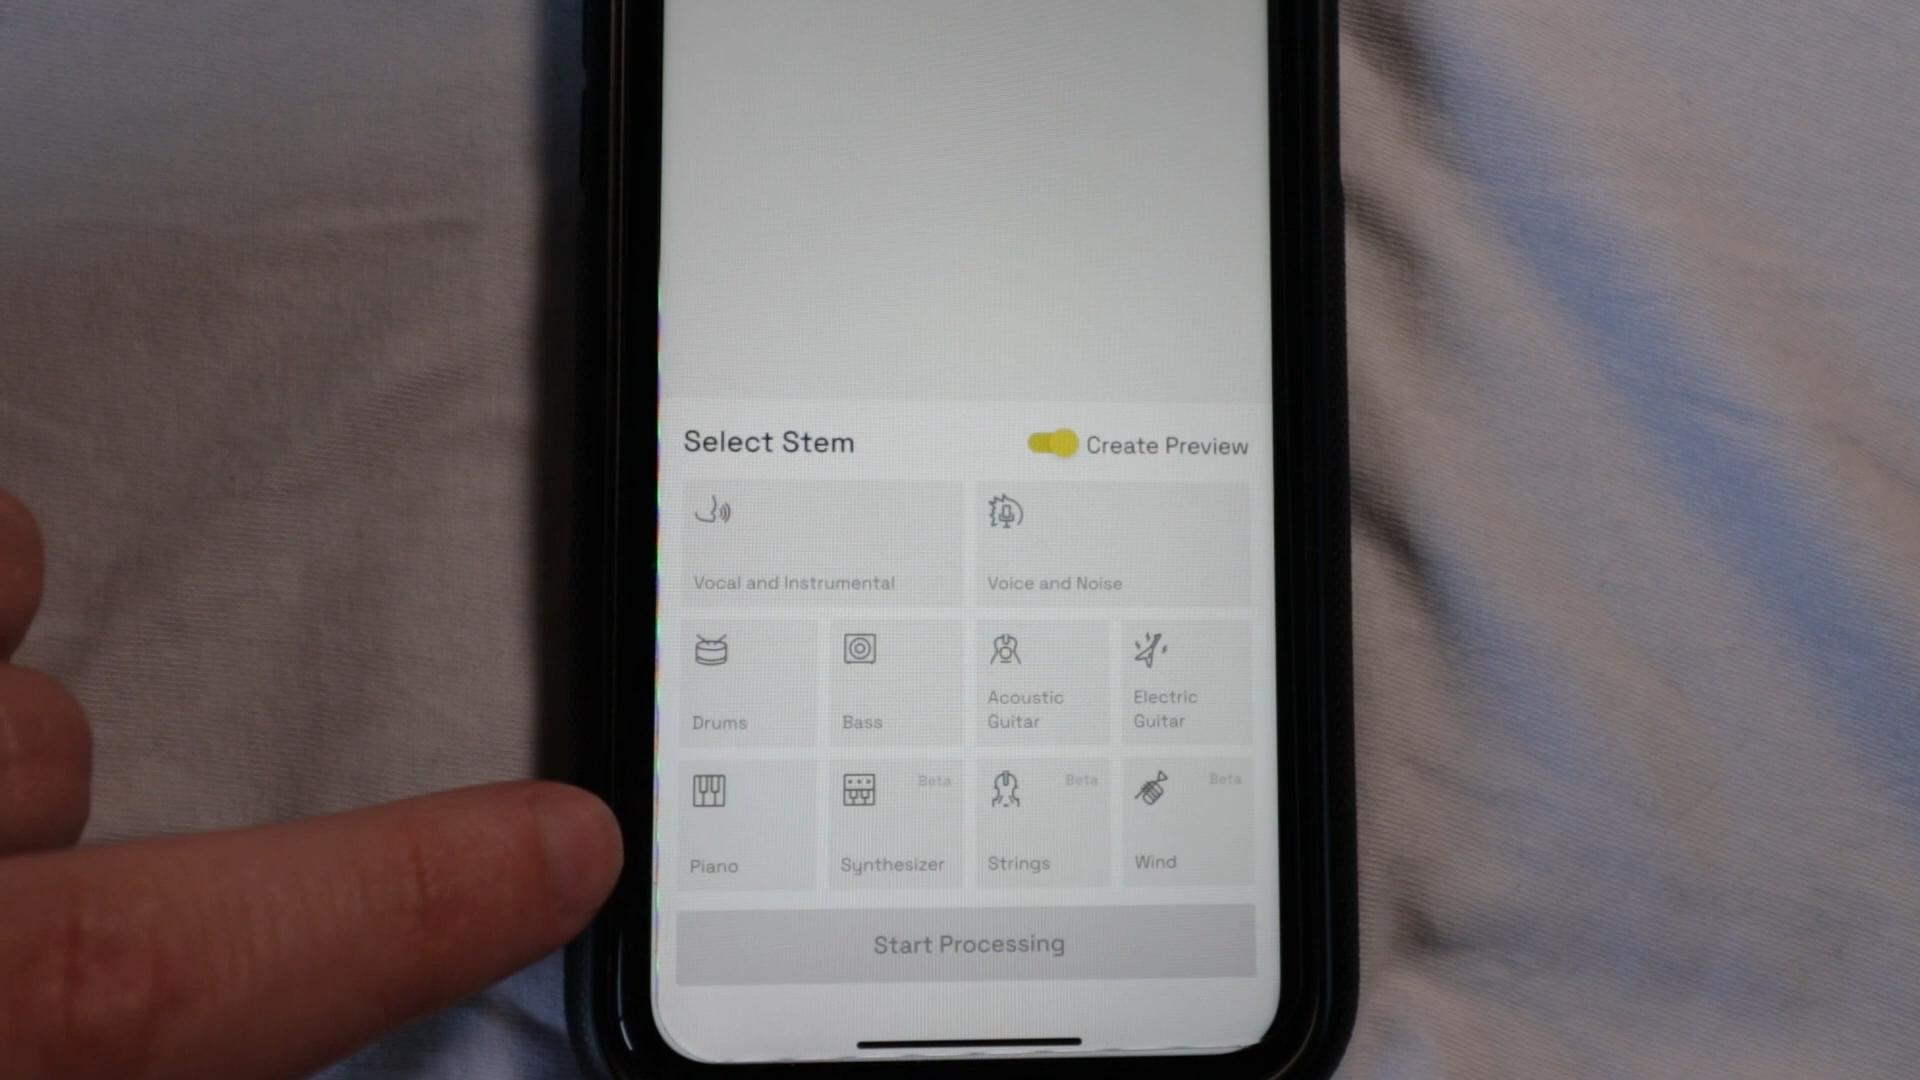 Select Stem
Create Preview
Vocal and Instrumental
Voice and Noise
Drums
Bass
Acoustic
Guitar
Electric
Guitar
Piano
Beta
Synthesizer
Beta
Strings
Beta
Wind
Start Processing